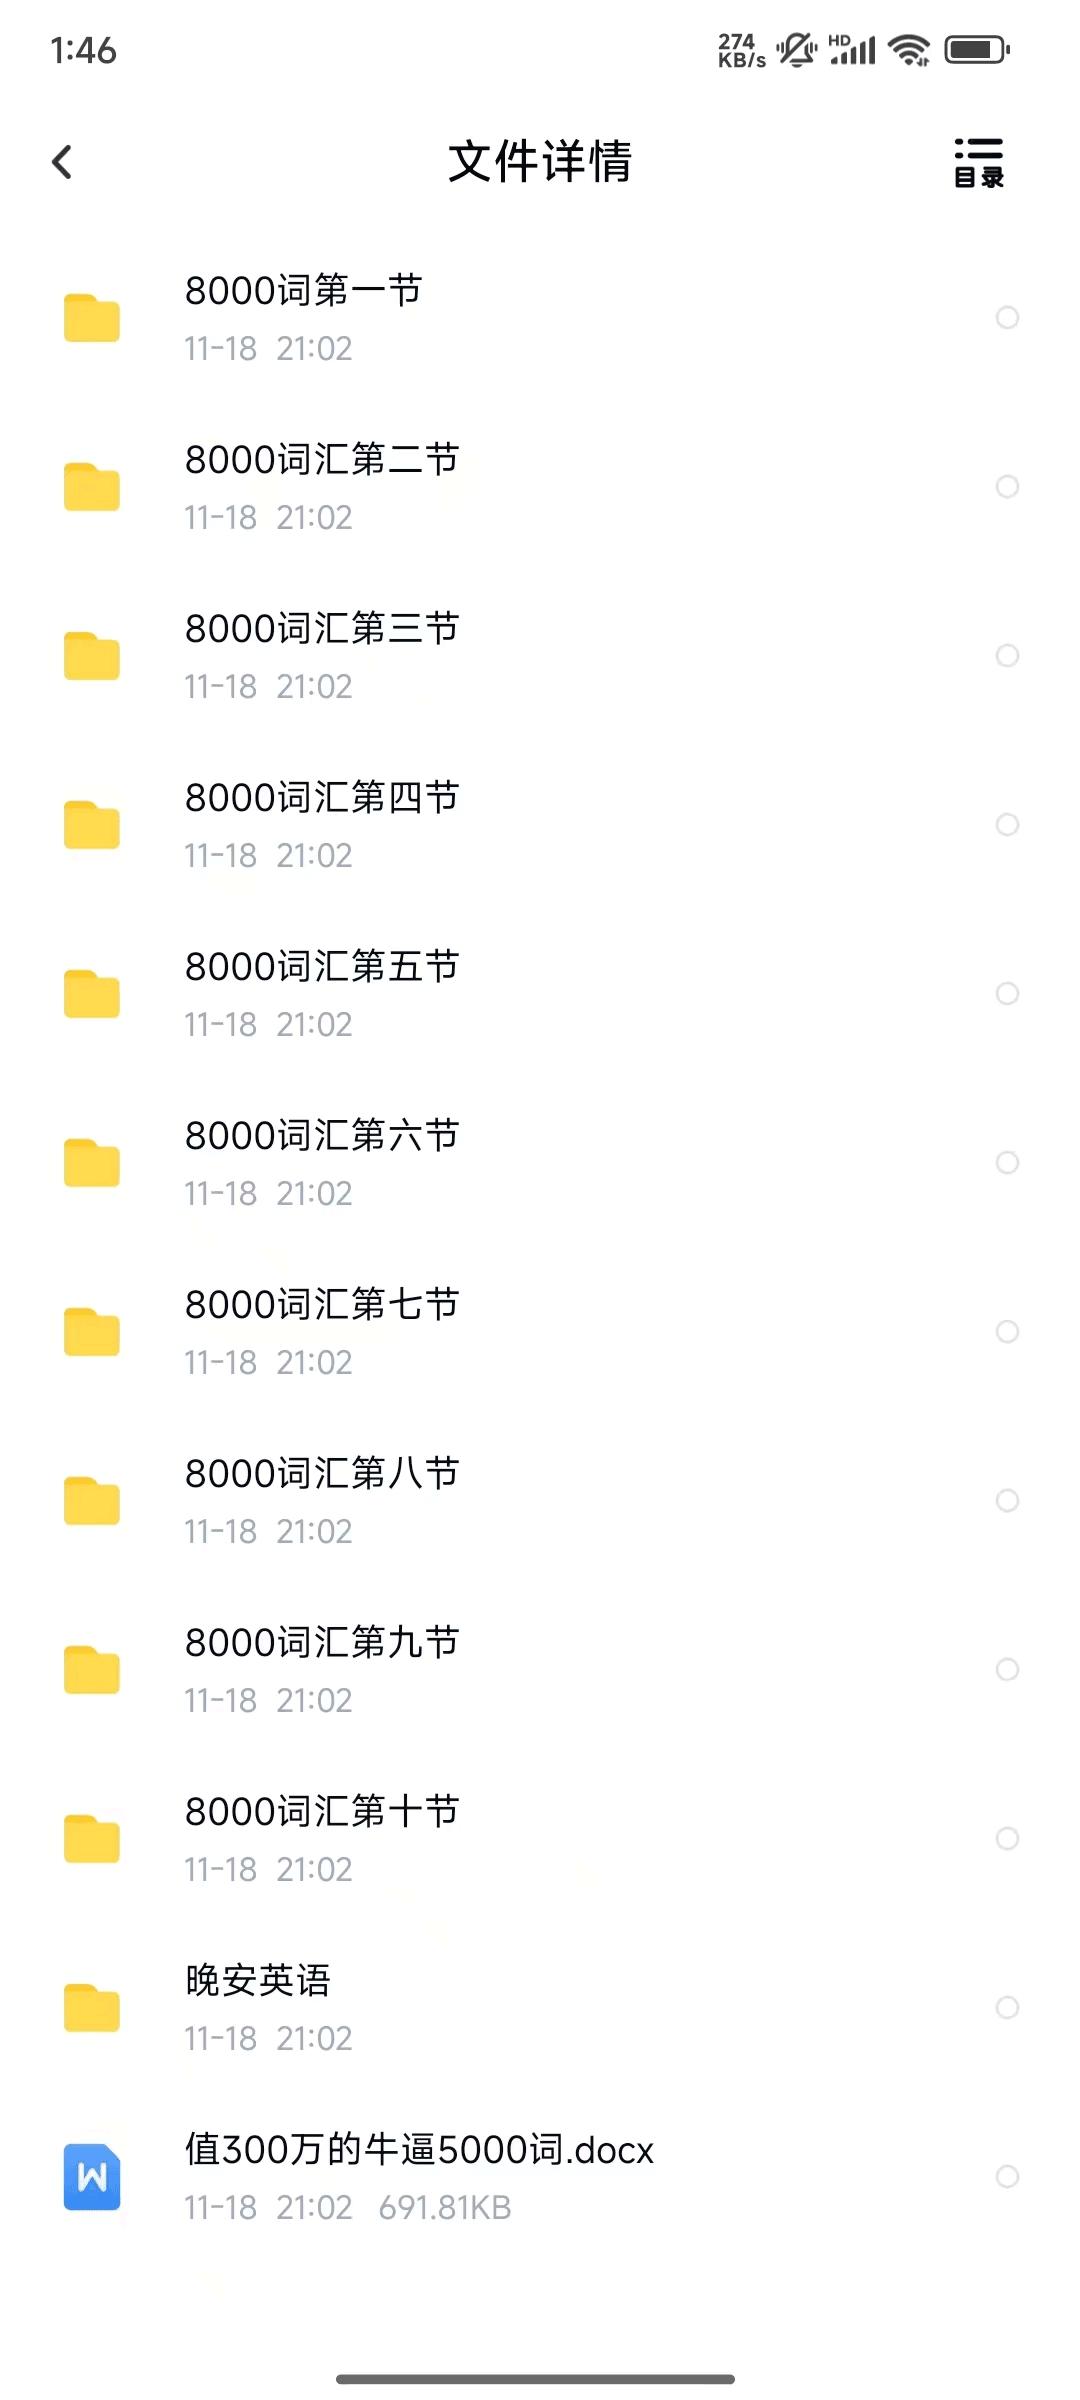 1:46
274
KB/s
HD
文件详情
目录
8000词第一节
11-18 21:02
8000词汇第二节
11-18 21:02
8000词汇第三节
11-18 21:02
8000词汇第四节
11-18 21:02
8000词汇第五节
11-18 21:02
8000词汇第六节
11-18 21:02
8000词汇第七节
11-18 21:02
8000词汇第八节
11-18 21:02
8000词汇第九节
11-18 21:02
8000词汇第十节
11-18 21:02
晚安英语
11-18 21:02
W
值300万的牛逼5000词.docx
11-18 21:02 691.81KB